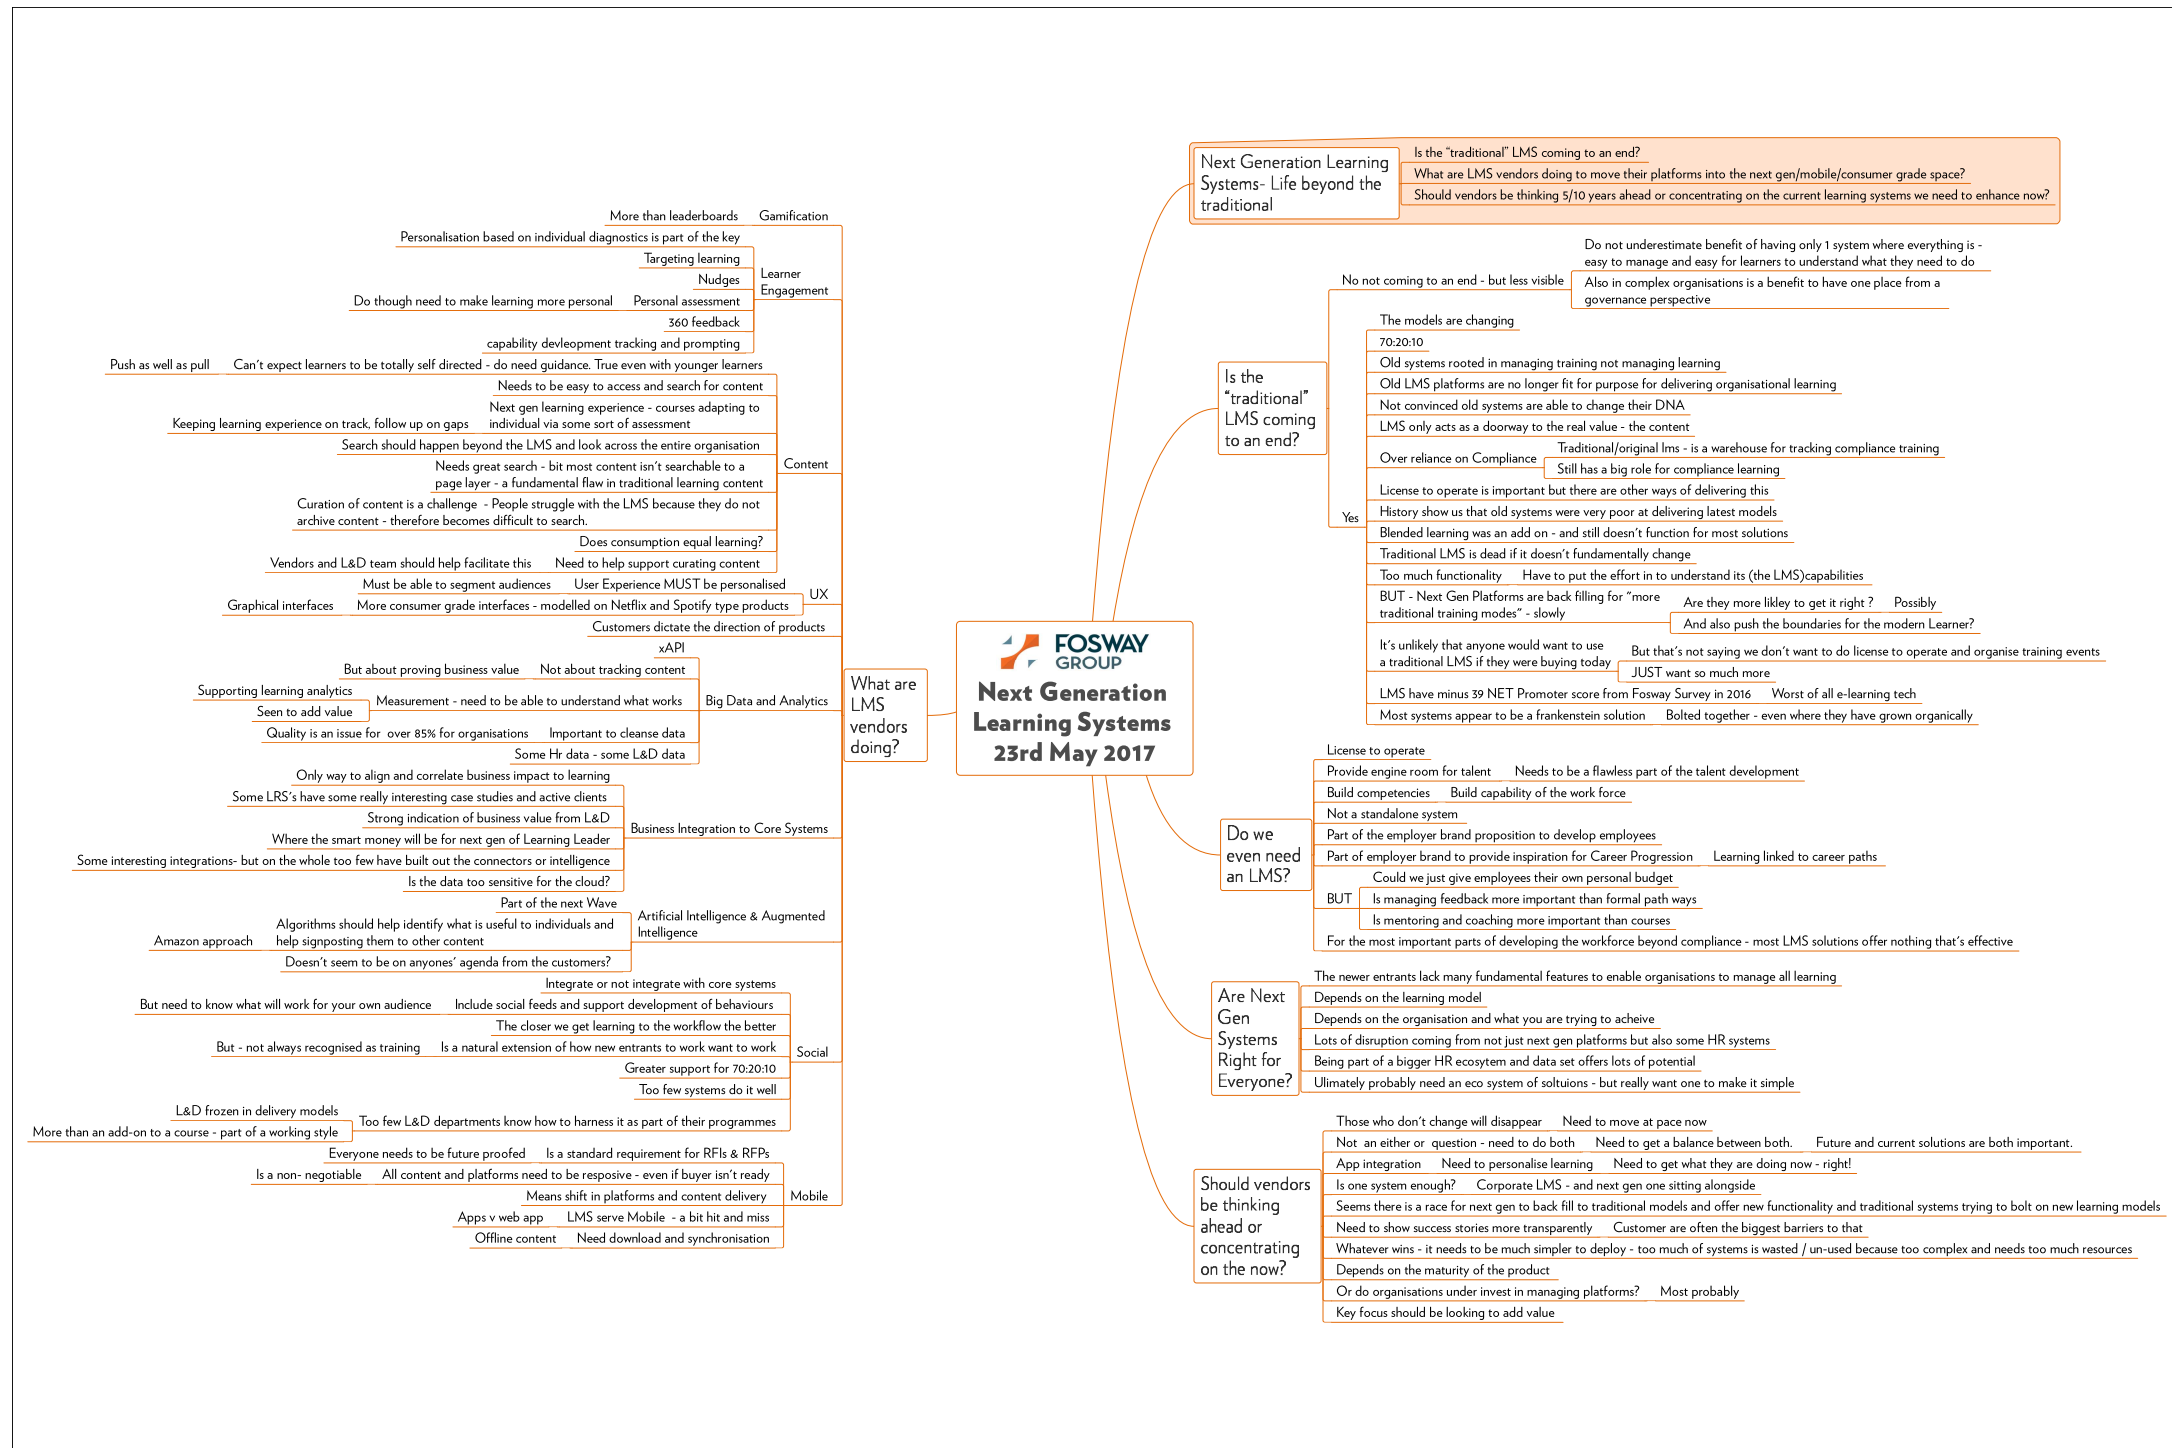 FOSWAY
GROUP
Next Generation
Learning Systems
23rd May 2017
Next Generation Learning
Systems- Life beyond the
traditional
Is the “traditional” LMS coming to an end?
What are LMS vendors doing to move their platforms into the next gen/mobile/consumer grade space?
Should vendors be thinking 5/10 years ahead or concentrating on the current learning systems we need to enhance now?
Is the
“traditional”
LMS coming
to an end?
No not coming to an end - but less visible
Do not underestimate benefit of having only 1 system where everything is -
easy to manage and easy for learners to understand what they need to do
Also in complex organisations is a benefit to have one place from a
governance perspective
Yes
The models are changing
70:20:10
Old systems rooted in managing training not managing learning
Old LMS platforms are no longer fit for purpose for delivering organisational learning
Not convinced old systems are able to change their DNA
LMS only acts as a doorway to the real value - the content
Over reliance on Compliance
Traditional/original lms - is a warehouse for tracking compliance training
Still has a big role for compliance learning
License to operate is important but there are other ways of delivering this
History show us that old systems were very poor at delivering latest models
Blended learning was an add on - and still doesn't function for most solutions
Traditional LMS is dead if it doesn't fundamentally change
Too much functionality
Have to put the effort in to understand its (the LMS)capabilities
BUT - Next Gen Platforms are back filling for "more
traditional training modes" - slowly
Are they more likley to get it right ?
Possibly
And also push the boundaries for the modern Learner?
It's unlikely that anyone would want to use
a traditional LMS if they were buying today
But that's not saying we don't want to do license to operate and organise training events
JUST want so much more
LMS have minus 39 NET Promoter score from Fosway Survey in 2016
Worst of all e-learning tech
Most systems appear to be a frankenstein solution
Bolted together - even where they have grown organically
Do we
even need
an LMS?
License to operate
Provide engine room for talent
Needs to be a flawless part of the talent development
Build competencies
Build capability of the work force
Not a standalone system
Part of the employer brand proposition to develop employees
Part of employer brand to provide inspiration for Career Progression
Learning linked to career paths
BUT
Could we just give employees their own personal budget
Is managing feedback more important than formal path ways
Is mentoring and coaching more important than courses
For the most important parts of developing the workforce beyond compliance - most LMS solutions offer nothing that's effective
Are Next
Gen
Systems
Right for
Everyone?
The newer entrants lack many fundamental features to enable organisations to manage all learning
Depends on the learning model
Depends on the organisation and what you are trying to acheive
Lots of disruption coming from not just next gen platforms but also some HR systems
Being part of a bigger HR ecosytem and data set offers lots of potential
Ulimately probably need an eco system of soltuions - but really want one to make it simple
Should vendors
be thinking
ahead or
concentrating
on the now?
Those who don't change will disappear
Need to move at pace now
Not an either or question - need to do both
Need to get a balance between both.
Future and current solutions are both important.
App integration
Need to personalise learning
Need to get what they are doing now - right!
Is one system enough?
Corporate LMS - and next gen one sitting alongside
Seems there is a race for next gen to back fill to traditional models and offer new functionality and traditional systems trying to bolt on new learning models
Need to show success stories more transparently
Customer are often the biggest barriers to that
Whatever wins - it needs to be much simpler to deploy - too much of systems is wasted / un-used because too complex and needs too much resources
Depends on the maturity of the product
Or do organisations under invest in managing platforms?
Most probably
Key focus should be looking to add value
What are
LMS
vendors
doing?
Gamification
More than leaderboards
Learner
Engagement
Personalisation based on individual diagnostics is part of the key
Targeting learning
Nudges
Personal assessment
Do though need to make learning more personal
360 feedback
capability devleopment tracking and prompting
Content
Can't expect learners to be totally self directed - do need guidance. True even with younger learners
Push as well as pull
Needs to be easy to access and search for content
Next gen learning experience - courses adapting to
individual via some sort of assessment
Keeping learning experience on track, follow up on gaps
Search should happen beyond the LMS and look across the entire organisation
Needs great search - bit most content isn't searchable to a
page layer - a fundamental flaw in traditional learning content
Curation of content is a challenge - People struggle with the LMS because they do not
archive content - therefore becomes difficult to search.
Does consumption equal learning?
Need to help support curating content
Vendors and L&D team should help facilitate this
UX
User Experience MUST be personalised
Must be able to segment audiences
More consumer grade interfaces - modelled on Netflix and Spotify type products
Graphical interfaces
Customers dictate the direction of products
Big Data and Analytics
xAPI
Not about tracking content
But about proving business value
Measurement - need to be able to understand what works
Supporting learning analytics
Seen to add value
Important to cleanse data
Quality is an issue for over 85% for organisations
Some Hr data - some L&D data
Business Integration to Core Systems
Only way to align and correlate business impact to learning
Some LRS's have some really interesting case studies and active clients
Strong indication of business value from L&D
Where the smart money will be for next gen of Learning Leader
Some interesting integrations- but on the whole too few have built out the connectors or intelligence
Is the data too sensitive for the cloud?
Artificial Intelligence & Augmented
Intelligence
Part of the next Wave
Algorithms should help identify what is useful to individuals and
help signposting them to other content
Amazon approach
Doesn't seem to be on anyones' agenda from the customers?
Social
Integrate or not integrate with core systems
Include social feeds and support development of behaviours
But need to know what will work for your own audience
The closer we get learning to the workflow the better
Is a natural extension of how new entrants to work want to work
But - not always recognised as training
Greater support for 70:20:10
Too few systems do it well
Too few L&D departments know how to harness it as part of their programmes
L&D frozen in delivery models
More than an add-on to a course - part of a working style
Mobile
Is a standard requirement for RFIs & RFPs
Everyone needs to be future proofed
All content and platforms need to be resposive - even if buyer isn't ready
Is a non- negotiable
Means shift in platforms and content delivery
LMS serve Mobile - a bit hit and miss
Apps v web app
Need download and synchronisation
Offline content